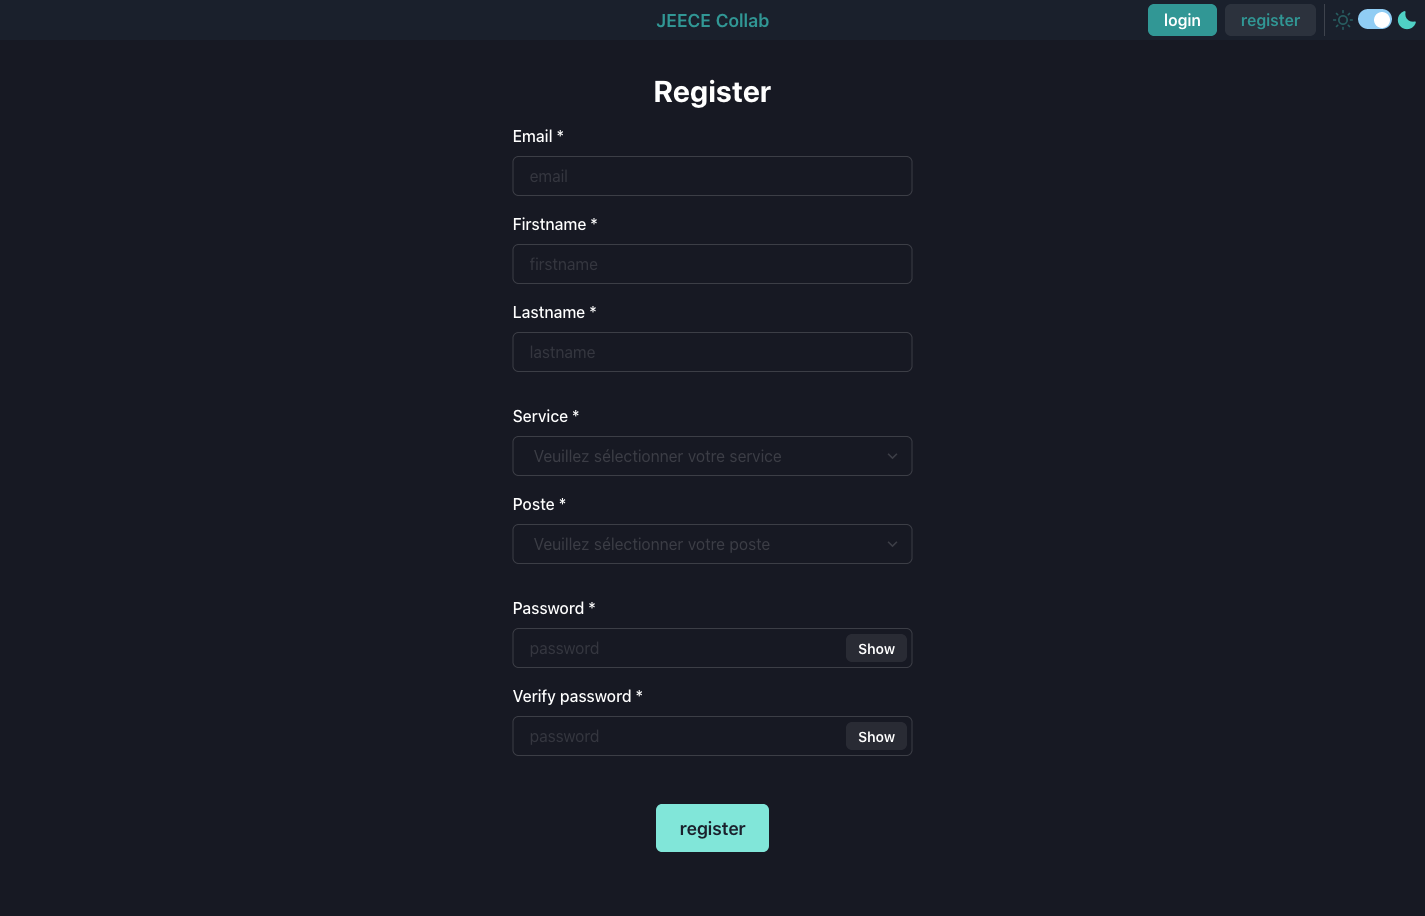 JEECE Collab
login
register
Register
Email *
email
Firstname *
firstname
Lastname *
lastname
Service *
Veuillez sélectionner votre service
Poste *
Veuillez sélectionner votre poste
Password *
password
Show
Verify password *
password
Show
register